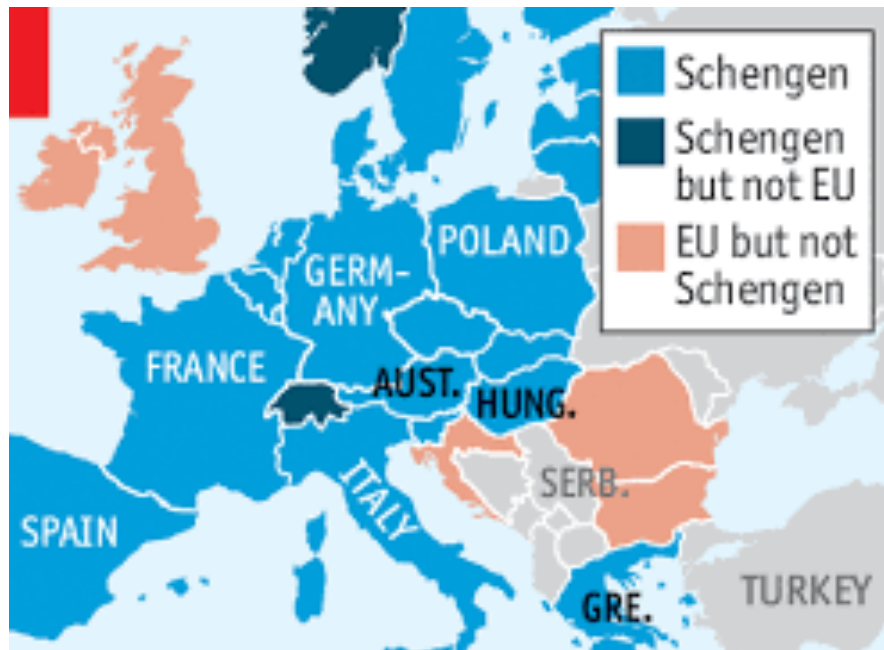 Schengen
Schengen
but not EU
EU but not
Schengen
POLAND
GERM-
ANY
FRANCE
AUST.
HUNG.
ITALY
SERB.
SPAIN
GRE.
TURKEY